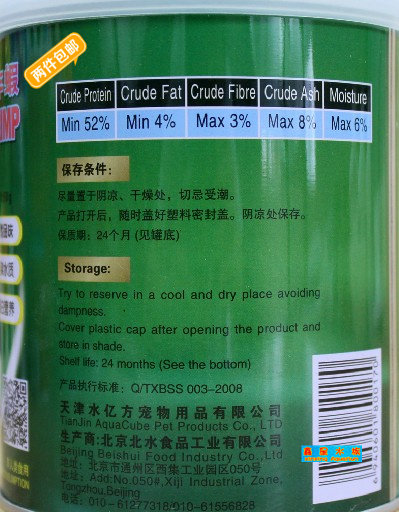 两件包邮
Crude Protein Crude Fat Crude Fibre Crude Ash Moisture
Min 52% Min 4% Max 3% Max 8% Max 6%
保存条件:
尽量置于阴凉、干燥处，切忌受潮。
产品打开后，随时盖好塑料密封盖。阴凉处保存。
保质期: 24个月 (见罐底)
Storage:
Try to reserve in a cool and dry place avoiding
dampness.
Cover plastic cap after opening the product and
store in shade.
Shelf life: 24 months (See the bottom)
产品执行标准: Q/TXBSS 003-2008
天津水亿方宠物用品有限公司
TianJin AquaCube Pet Products Co., LTD
生产商: 北京北水食品工业有限公司
Beijing Beishui Food Industry Co., LTD
地址: 北京市通州区西集工业园区050号
Add:No.050#,Xiji Industrial Zone,
Tangzhou,Beijing
电话: 010-61277318/010-61556828